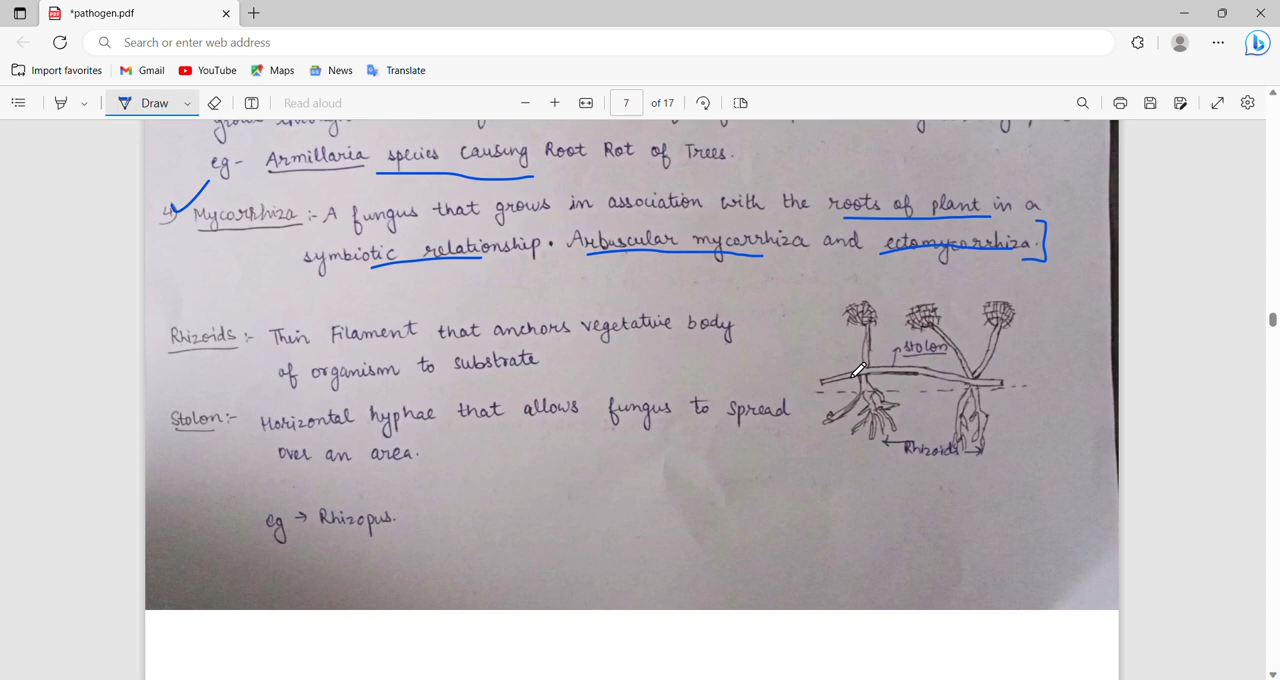 *pathogen.pdf
Search or enter web address
Import favorites Gmail YouTube Maps News Translate
Draw Read aloud 7 of 17
eg- Armillaria species causing Root Rot of Trees.
4) Mycorrhiza :- A fungus that grows in association with the roots of plant in a
symbiotic relationship. Arbuscular mycorrhiza and ectomycorrhiza.
Rhizoids :- Thin Filament that anchors vegetative body
of organism to substrate
Stolon :- Horizontal hyphae that allows fungus to spread
over an area.
eg → Rhizopus.
stolon
Rhizoids